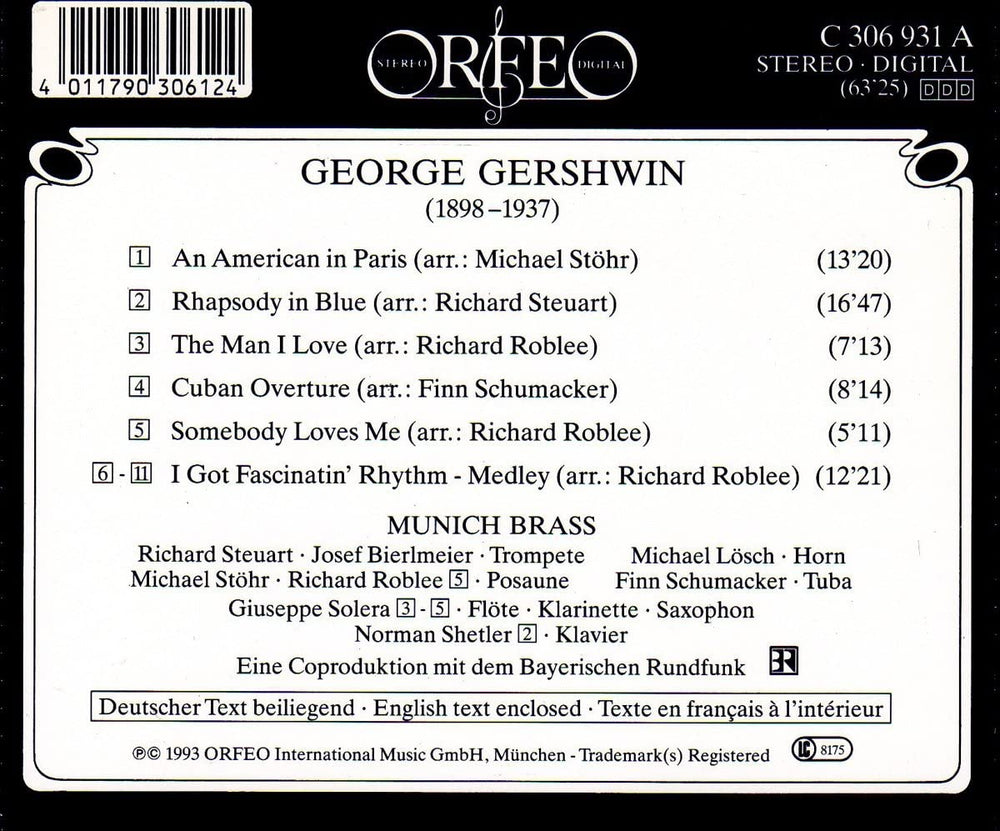 4 011790 306124
STEREO ORFEO DIGITAL
C 306 931 A
STEREO · DIGITAL
(63'25) DDD
GEORGE GERSHWIN
(1898–1937)
1 An American in Paris (arr.: Michael Stöhr) (13'20)
2 Rhapsody in Blue (arr.: Richard Steuart) (16'47)
3 The Man I Love (arr.: Richard Roblee) (7'13)
4 Cuban Overture (arr.: Finn Schumacker) (8'14)
5 Somebody Loves Me (arr.: Richard Roblee) (5'11)
6 - 11 I Got Fascinatin' Rhythm - Medley (arr.: Richard Roblee) (12'21)
MUNICH BRASS
Richard Steuart · Josef Bierlmeier · Trompete Michael Lösch · Horn
Michael Stöhr · Richard Roblee 5 · Posaune Finn Schumacker · Tuba
Giuseppe Solera 3 - 5 · Flöte · Klarinette · Saxophon
Norman Shetler 2 · Klavier
Eine Coproduktion mit dem Bayerischen Rundfunk BR
Deutscher Text beiliegend · English text enclosed · Texte en français à l'intérieur
℗© 1993 ORFEO International Music GmbH, München - Trademark(s) Registered LC 8175